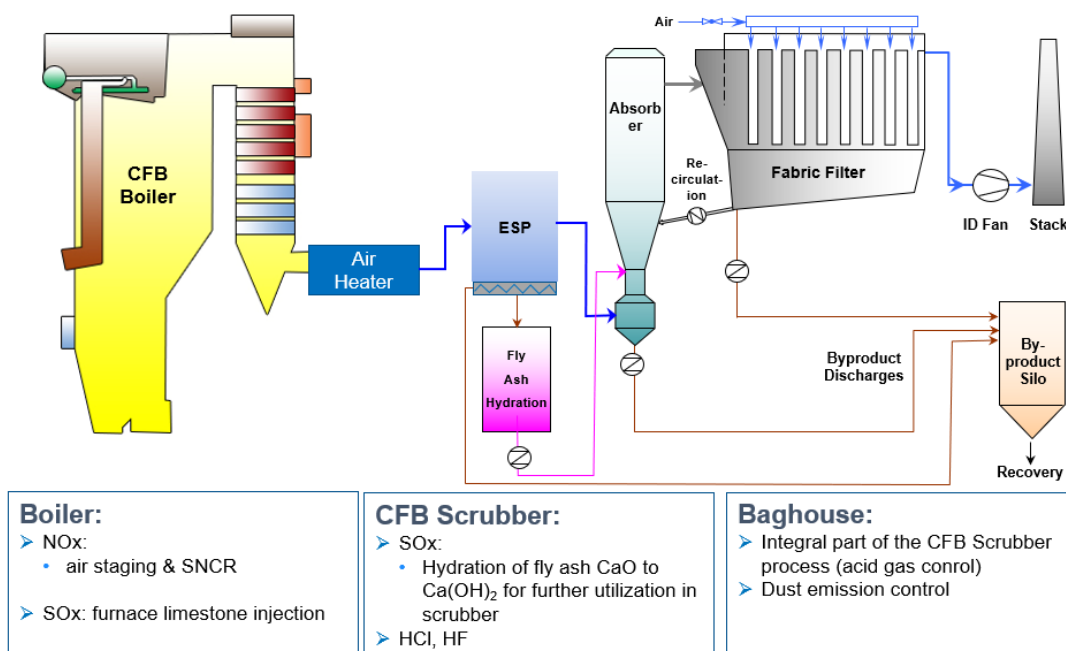 Air
CFB
Boiler
Absorb
er
Re-
circulat-
ion
Fabric Filter
ID Fan
Stack
ESP
Air
Heater
Fly
Ash
Hydration
Byproduct
Discharges
By-
product
Silo
Recovery
Boiler:
NOx:
air staging & SNCR
SOx: furnace limestone injection
CFB Scrubber:
SOx:
Hydration of fly ash CaO to
Ca(OH)₂ for further utilization in
scrubber
HCl, HF
Baghouse:
Integral part of the CFB Scrubber
process (acid gas conrol)
Dust emission control